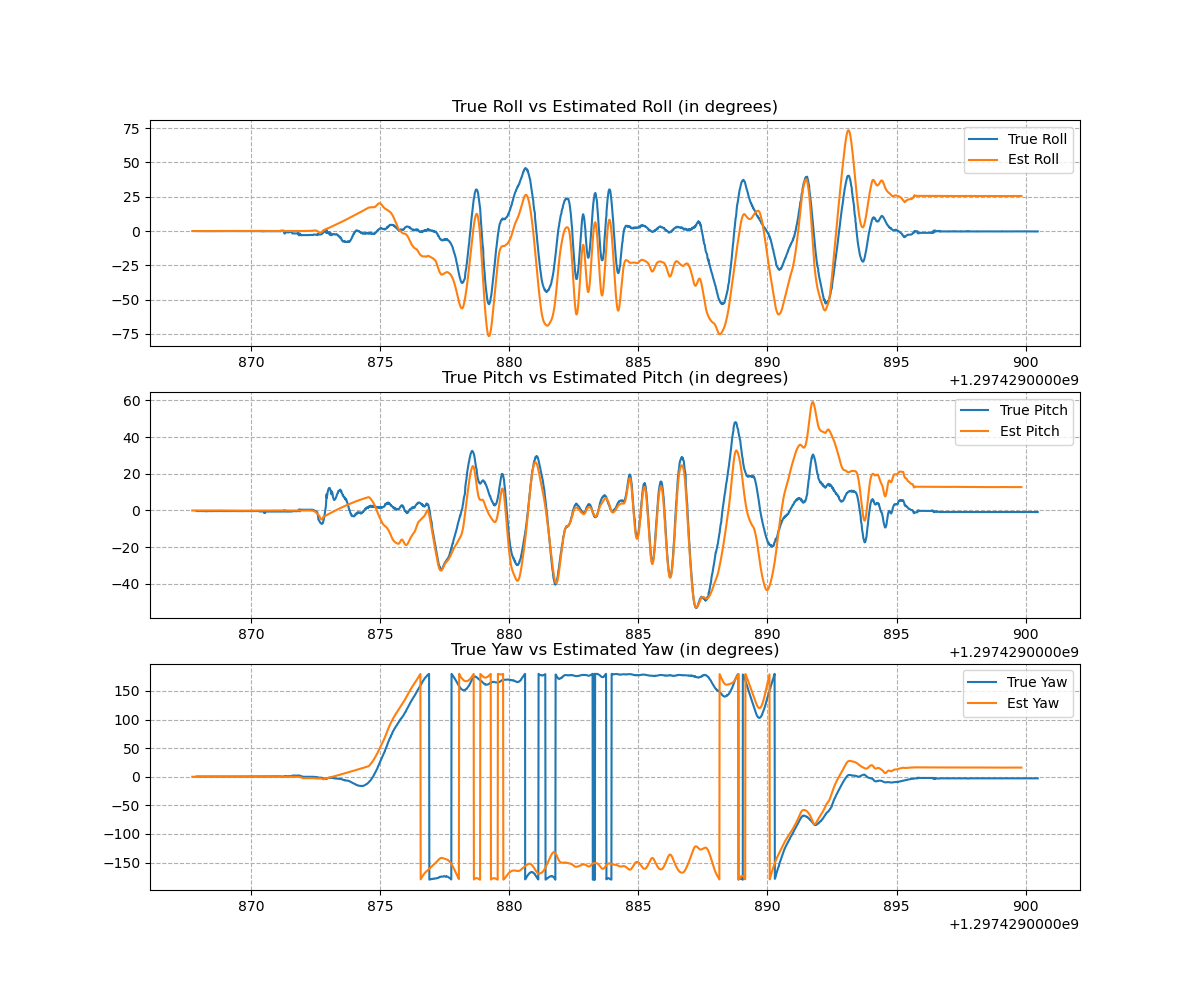 True Roll vs Estimated Roll (in degrees)
75
50
25
0
−25
−50
−75
True Roll
Est Roll
870 875 880 885 890 895 900
+1.2974290000e9
True Pitch vs Estimated Pitch (in degrees)
60
40
20
0
−20
−40
True Pitch
Est Pitch
870 875 880 885 890 895 900
+1.2974290000e9
True Yaw vs Estimated Yaw (in degrees)
150
100
50
0
−50
−100
−150
True Yaw
Est Yaw
870 875 880 885 890 895 900
+1.2974290000e9